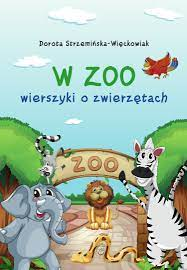 Dorota Strzemińska-Więckowiak
W ZOO
wierszyki o zwierzętach
ZOO